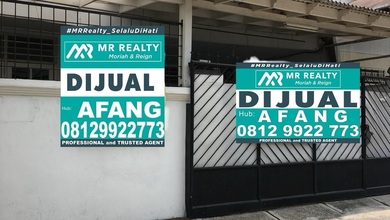 #MRRealty_SelaluDiHati
MR REALTY
Moriah & Reign
DIJUAL
Hub:
AFANG
08129922773
PROFESSIONAL and TRUSTED AGENT
#MRRealty_SelaluDiHati
MR REALTY
Moriah & Reign
DIJUAL
Hub:
AFANG
0812 9922 773
PROFESSIONAL and TRUSTED AGENT